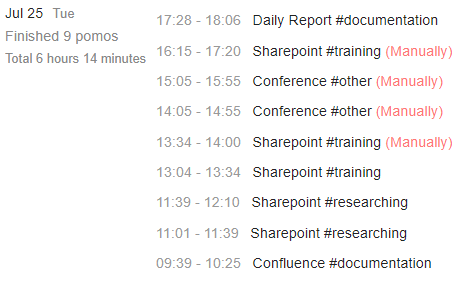 Jul 25 Tue
Finished 9 pomos
Total 6 hours 14 minutes
17:28 - 18:06 Daily Report #documentation
16:15 - 17:20 Sharepoint #training (Manually)
15:05 - 15:55 Conference #other (Manually)
14:05 - 14:55 Conference #other (Manually)
13:34 - 14:00 Sharepoint #training (Manually)
13:04 - 13:34 Sharepoint #training
11:39 - 12:10 Sharepoint #researching
11:01 - 11:39 Sharepoint #researching
09:39 - 10:25 Confluence #documentation